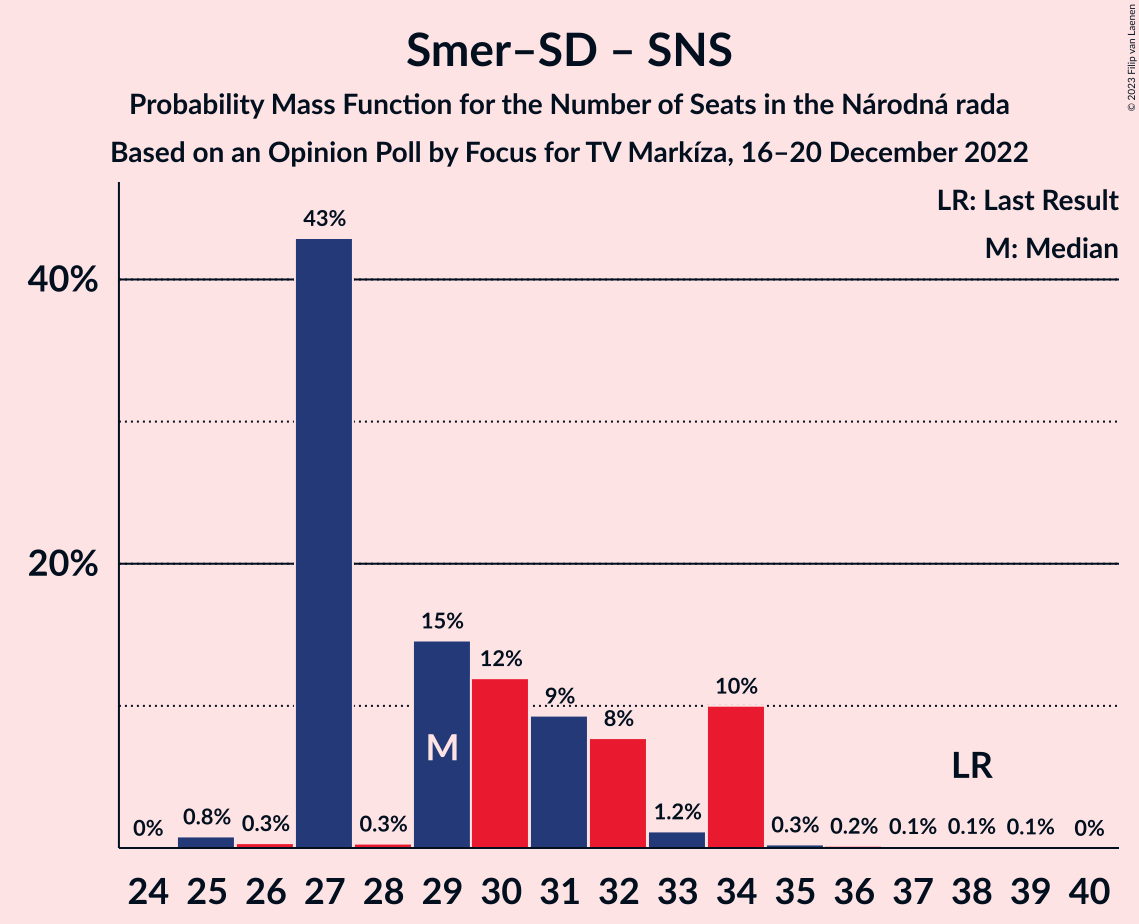 © 2023 Filip van Laenen
Smer–SD – SNS
Probability Mass Function for the Number of Seats in the Národná rada
Based on an Opinion Poll by Focus for TV Markíza, 16–20 December 2022
LR: Last Result
M: Median
40%
20%
0% 0.8% 0.3% 43% 0.3% 15% 12% 9% 8% 1.2% 10% 0.3% 0.2% 0.1% 0.1% 0.1% 0%
M
LR
24 25 26 27 28 29 30 31 32 33 34 35 36 37 38 39 40